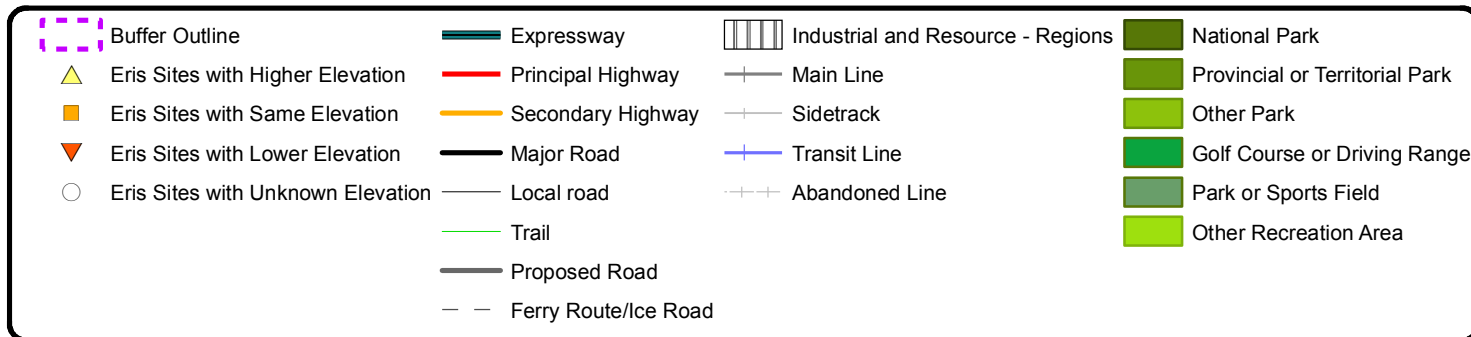 Buffer Outline
Eris Sites with Higher Elevation
Eris Sites with Same Elevation
Eris Sites with Lower Elevation
Eris Sites with Unknown Elevation
Expressway
Principal Highway
Secondary Highway
Major Road
Local road
Trail
Proposed Road
Ferry Route/Ice Road
Industrial and Resource - Regions
Main Line
Sidetrack
Transit Line
Abandoned Line
National Park
Provincial or Territorial Park
Other Park
Golf Course or Driving Range
Park or Sports Field
Other Recreation Area